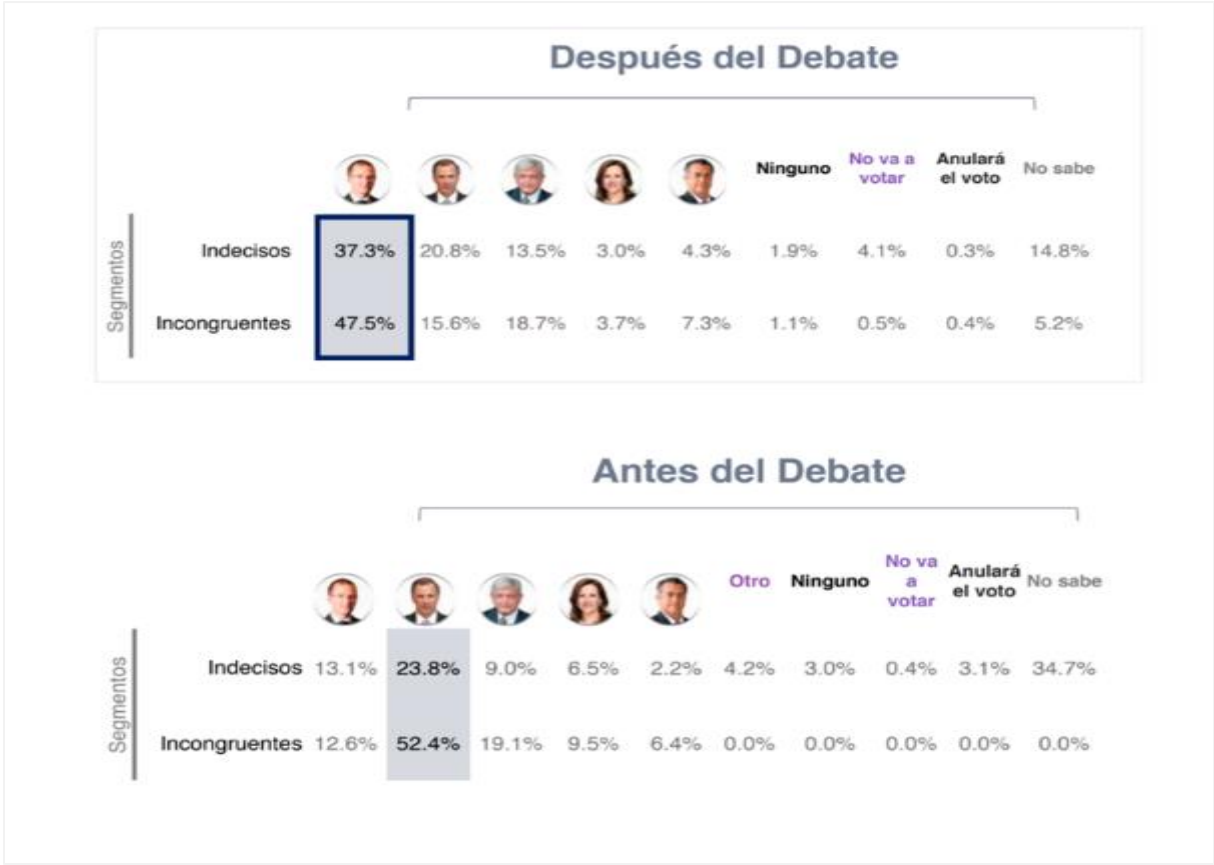 Después del Debate
Ninguno No va a votar Anulará el voto No sabe
Segmentos
Indecisos 37.3% 20.8% 13.5% 3.0% 4.3% 1.9% 4.1% 0.3% 14.8%
Incongruentes 47.5% 15.6% 18.7% 3.7% 7.3% 1.1% 0.5% 0.4% 5.2%
Antes del Debate
Otro Ninguno No va a votar Anulará el voto No sabe
Segmentos
Indecisos 13.1% 23.8% 9.0% 6.5% 2.2% 4.2% 3.0% 0.4% 3.1% 34.7%
Incongruentes 12.6% 52.4% 19.1% 9.5% 6.4% 0.0% 0.0% 0.0% 0.0% 0.0%